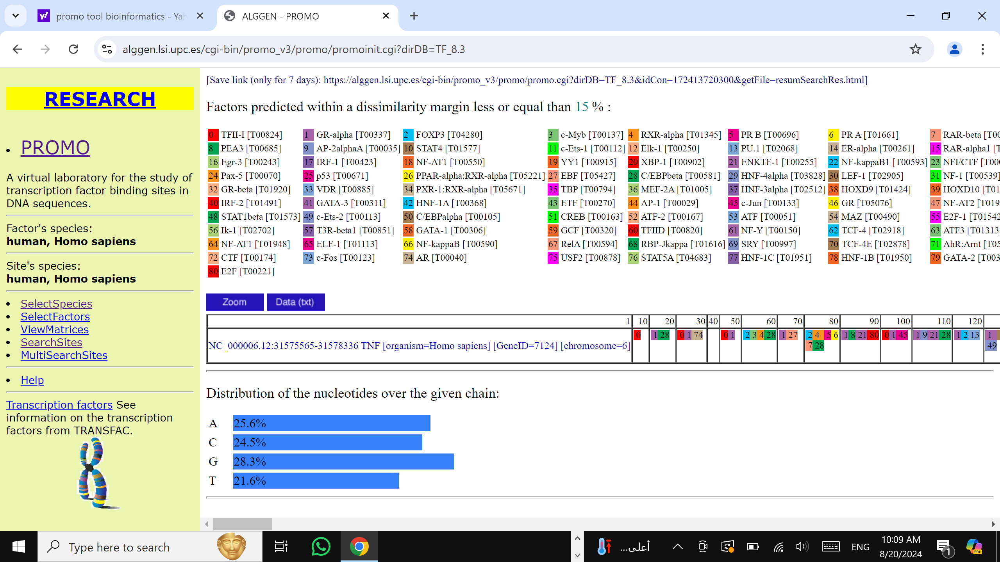 promo tool bioinformatics - Yah
ALGGEN - PROMO
alggen.lsi.upc.es/cgi-bin/promo_v3/promo/promoinit.cgi?dirDB=TF_8.3
RESEARCH
PROMO
A virtual laboratory for the study of
transcription factor binding sites in
DNA sequences.
Factor's species:
human, Homo sapiens
Site's species:
human, Homo sapiens
SelectSpecies
SelectFactors
ViewMatrices
SearchSites
MultiSearchSites
Help
Transcription factors See
information on the transcription
factors from TRANSFAC.
[Save link (only for 7 days): https://alggen.lsi.upc.es/cgi-bin/promo_v3/promo/promo.cgi?dirDB=TF_8.3&idCon=172413720300&getFile=resumSearchRes.html]
Factors predicted within a dissimilarity margin less or equal than 15 % :
0 TFII-I [T00824] 1 GR-alpha [T00337] 2 FOXP3 [T04280] 3 c-Myb [T00137] 4 RXR-alpha [T01345] 5 PR B [T00696] 6 PR A [T01661] 7 RAR-beta [T00
8 PEA3 [T00685] 9 AP-2alphaA [T00035] 10 STAT4 [T01577] 11 c-Ets-1 [T00112] 12 Elk-1 [T00250] 13 PU.1 [T02068] 14 ER-alpha [T00261] 15 RAR-alpha1 [T
16 Egr-3 [T00243] 17 IRF-1 [T00423] 18 NF-AT1 [T00550] 19 YY1 [T00915] 20 XBP-1 [T00902] 21 ENKTF-1 [T00255] 22 NF-kappaB1 [T00593] 23 NFI/CTF [T00
24 Pax-5 [T00070] 25 p53 [T00671] 26 PPAR-alpha:RXR-alpha [T05221] 27 EBF [T05427] 28 C/EBPbeta [T00581] 29 HNF-4alpha [T03828] 30 LEF-1 [T02905] 31 NF-1 [T00539]
32 GR-beta [T01920] 33 VDR [T00885] 34 PXR-1:RXR-alpha [T05671] 35 TBP [T00794] 36 MEF-2A [T01005] 37 HNF-3alpha [T02512] 38 HOXD9 [T01424] 39 HOXD10 [T01
40 IRF-2 [T01491] 41 GATA-3 [T00311] 42 HNF-1A [T00368] 43 ETF [T00270] 44 AP-1 [T00029] 45 c-Jun [T00133] 46 GR [T05076] 47 NF-AT2 [T019
48 STAT1beta [T01573] 49 c-Ets-2 [T00113] 50 C/EBPalpha [T00105] 51 CREB [T00163] 52 ATF-2 [T00167] 53 ATF [T00051] 54 MAZ [T00490] 55 E2F-1 [T01542
56 Ik-1 [T02702] 57 T3R-beta1 [T00851] 58 GATA-1 [T00306] 59 GCF [T00320] 60 TFIID [T00820] 61 NF-Y [T00150] 62 TCF-4 [T02918] 63 ATF3 [T01313]
64 NF-AT1 [T01948] 65 ELF-1 [T01113] 66 NF-kappaB [T00590] 67 RelA [T00594] 68 RBP-Jkappa [T01616] 69 SRY [T00997] 70 TCF-4E [T02878] 71 AhR:Arnt [T05
72 CTF [T00174] 73 c-Fos [T00123] 74 AR [T00040] 75 USF2 [T00878] 76 STAT5A [T04683] 77 HNF-1C [T01951] 78 HNF-1B [T01950] 79 GATA-2 [T003
80 E2F [T00221]
Zoom Data (txt)
1 10 20 30 40 50 60 70 80 90 100 110 120
NC_000006.12:31575565-31578336 TNF [organism=Homo sapiens] [GeneID=7124] [chromosome=6] 0 1 28 0 1 74 0 1 2 3 4 28 1 27 2 4 5 6 1 8 21 80 0 1 45 1 9 21 28 1 2 13 1
7 28 49
Distribution of the nucleotides over the given chain:
A 25.6%
C 24.5%
G 28.3%
T 21.6%
Type here to search
أعلى...
ENG
10:09 AM
8/20/2024
1
PRE